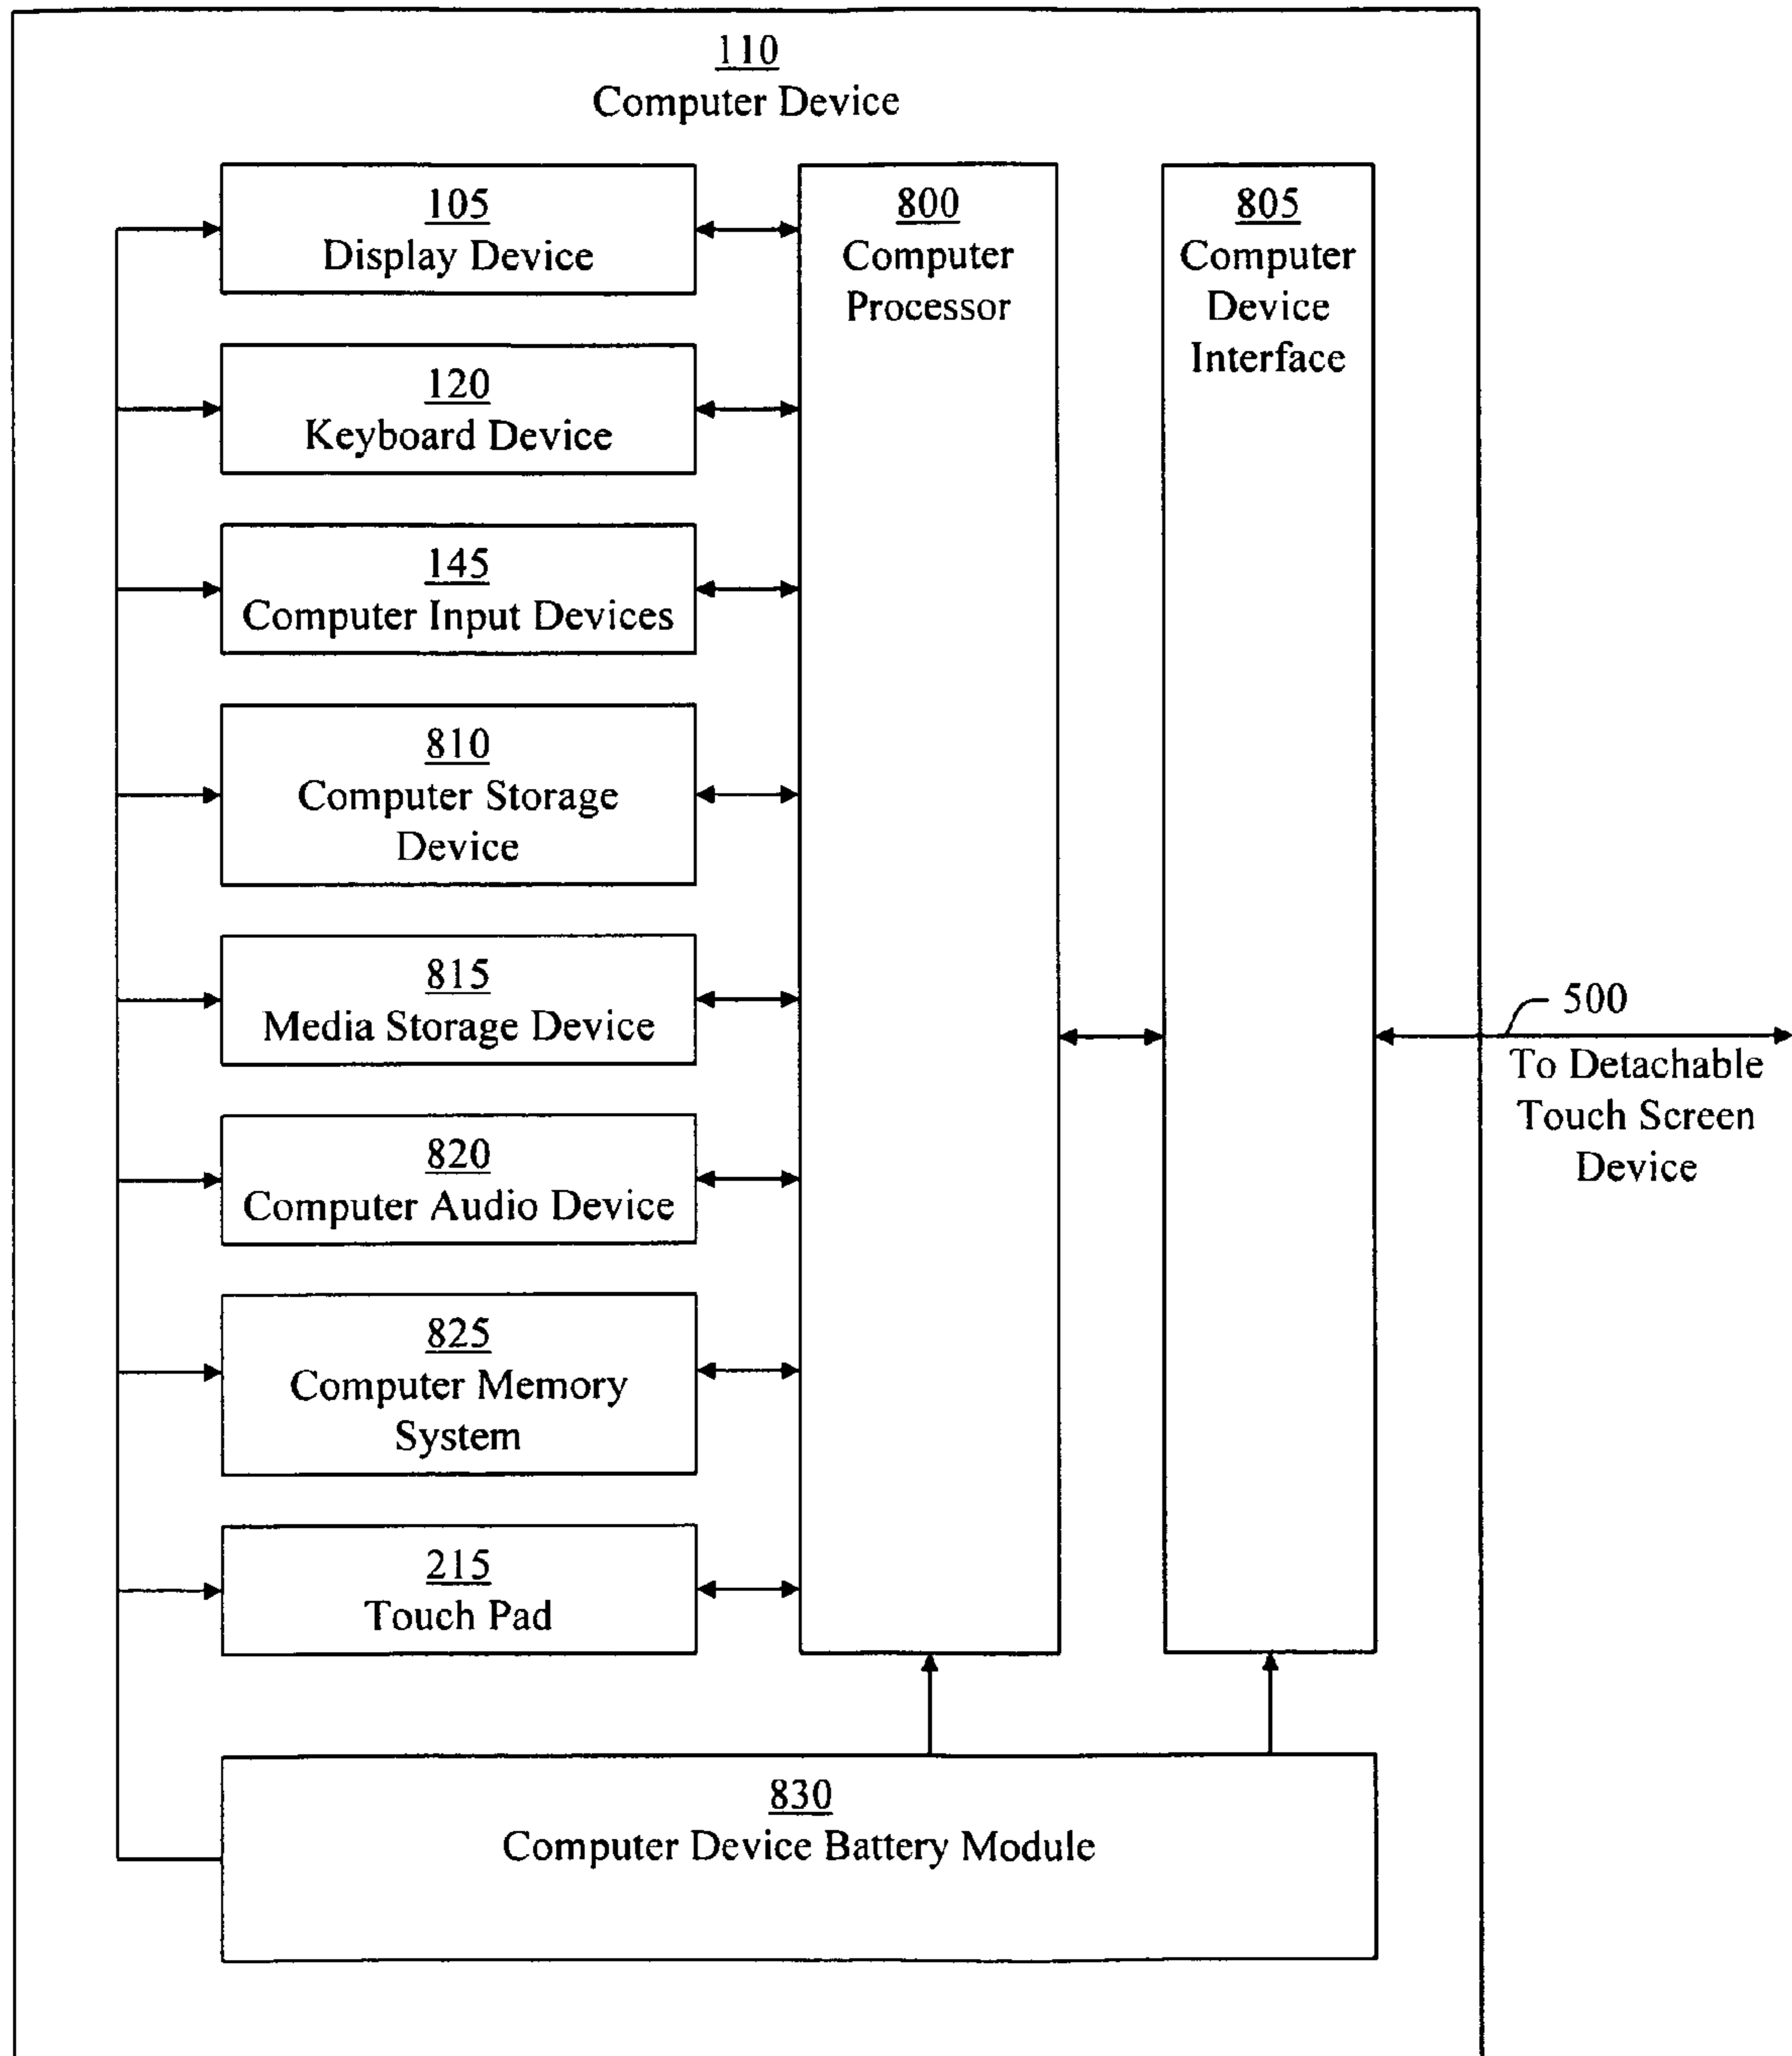 110
Computer Device
105
Display Device
120
Keyboard Device
145
Computer Input Devices
810
Computer Storage
Device
815
Media Storage Device
820
Computer Audio Device
825
Computer Memory
System
215
Touch Pad
800
Computer
Processor
805
Computer
Device
Interface
500
To Detachable
Touch Screen
Device
830
Computer Device Battery Module